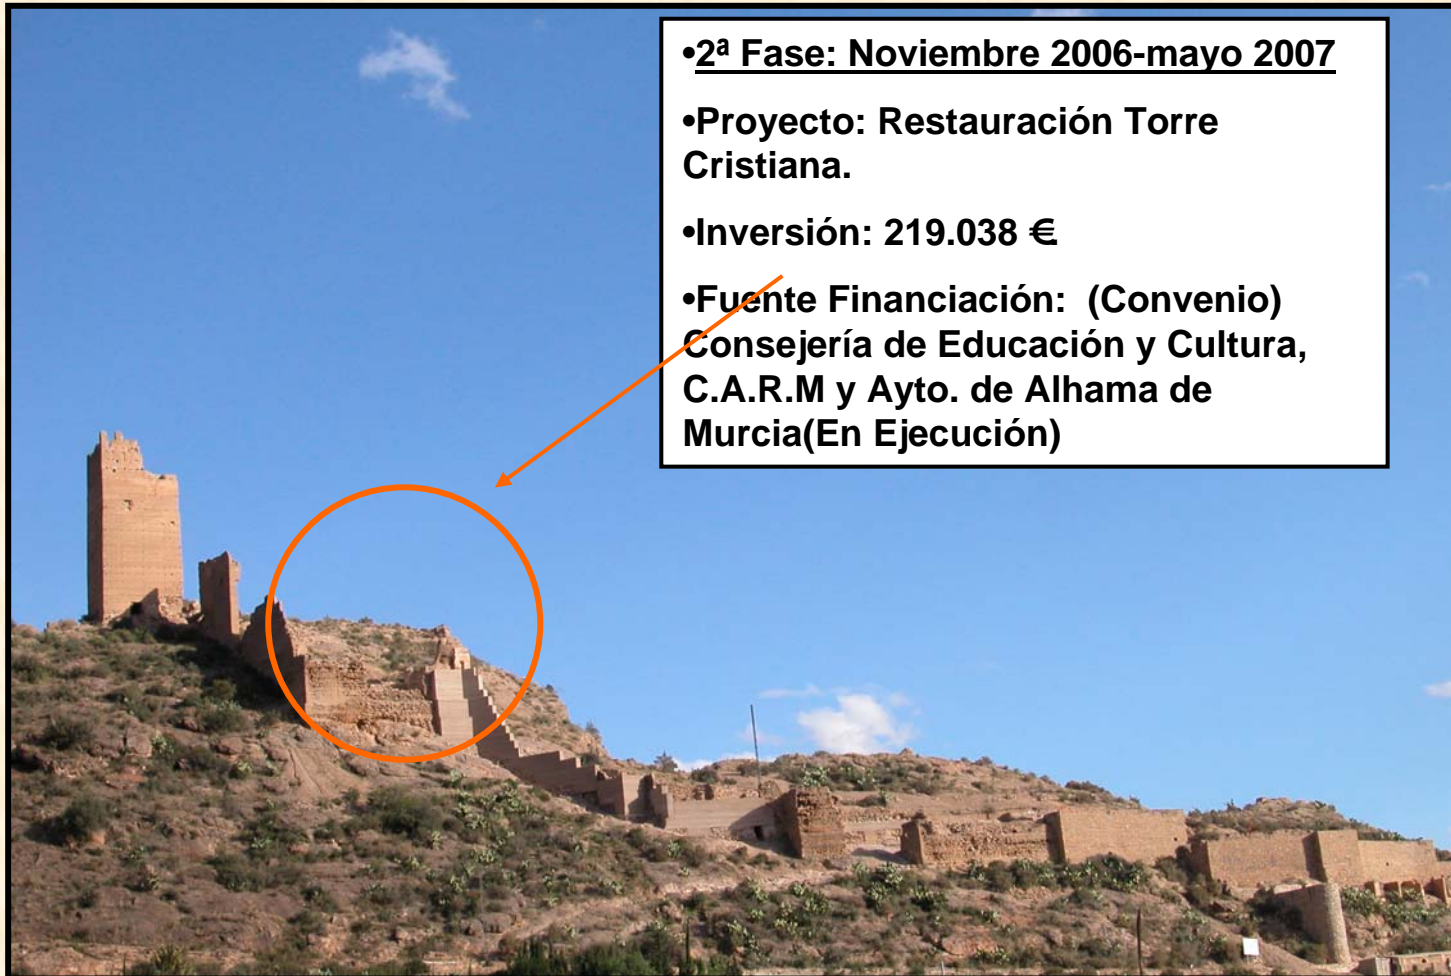 •2ª Fase: Noviembre 2006-mayo 2007
•Proyecto: Restauración Torre
Cristiana.
•Inversión: 219.038 €
•Fuente Financiación:  (Convenio)
Consejería de Educación y Cultura,
C.A.R.M y Ayto. de Alhama de
Murcia(En Ejecución)